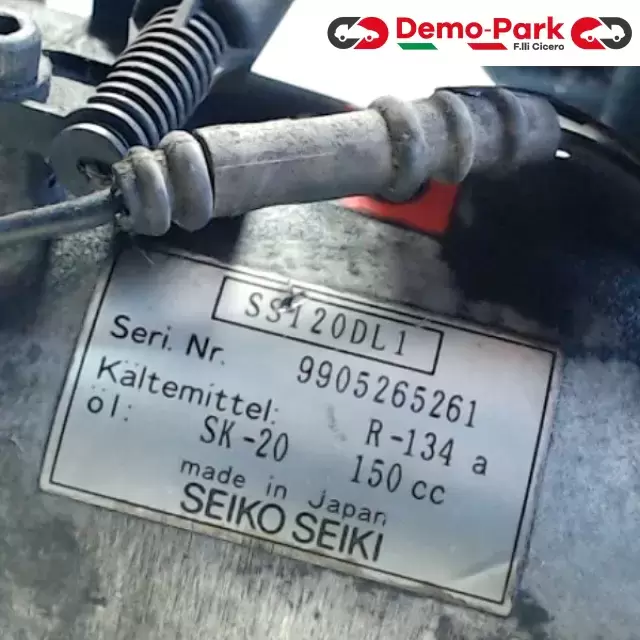 Demo-Park
F.lli Cicero
SS120DL1
Seri. Nr. 9905265261
Kältemittel: R-134 a
öl: SK-20 150 cc
made in Japan
SEIKO SEIKI